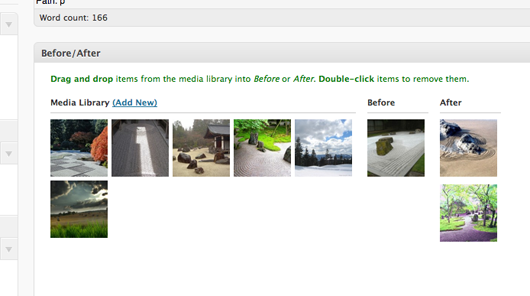 Path: p
Word count: 166
Before/After
Drag and drop items from the media library into Before or After. Double-click items to remove them.
Media Library (Add New) Before After